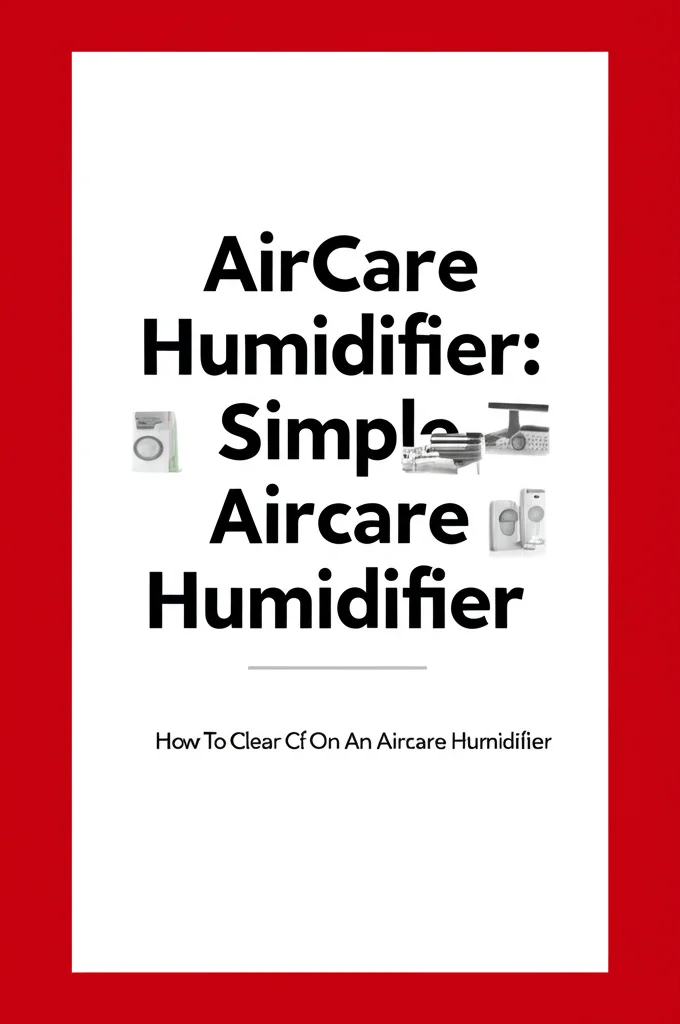 AirCare
Humidifier:
Simple
Aircare
Humidifier
How To Clear Cf On An Aircare Humidifier